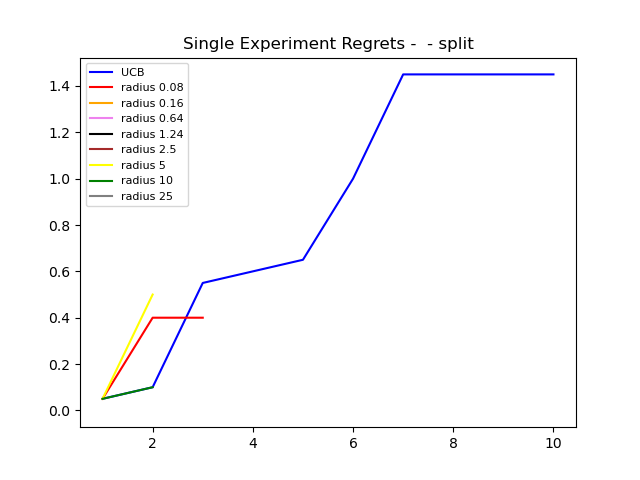 Single Experiment Regrets -  - split
UCB
radius 0.08
radius 0.16
radius 0.64
radius 1.24
radius 2.5
radius 5
radius 10
radius 25
1.4
1.2
1.0
0.8
0.6
0.4
0.2
0.0
2 4 6 8 10